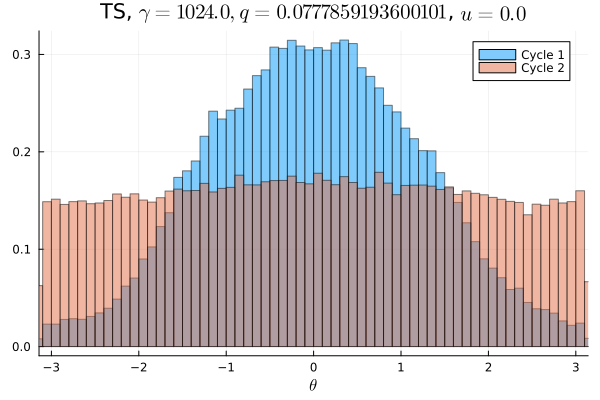 TS, γ = 1024.0, q = 0.0777859193600101, u = 0.0
0.3
0.2
0.1
0.0
Cycle 1
Cycle 2
−3 −2 −1 0 1 2 3
θ